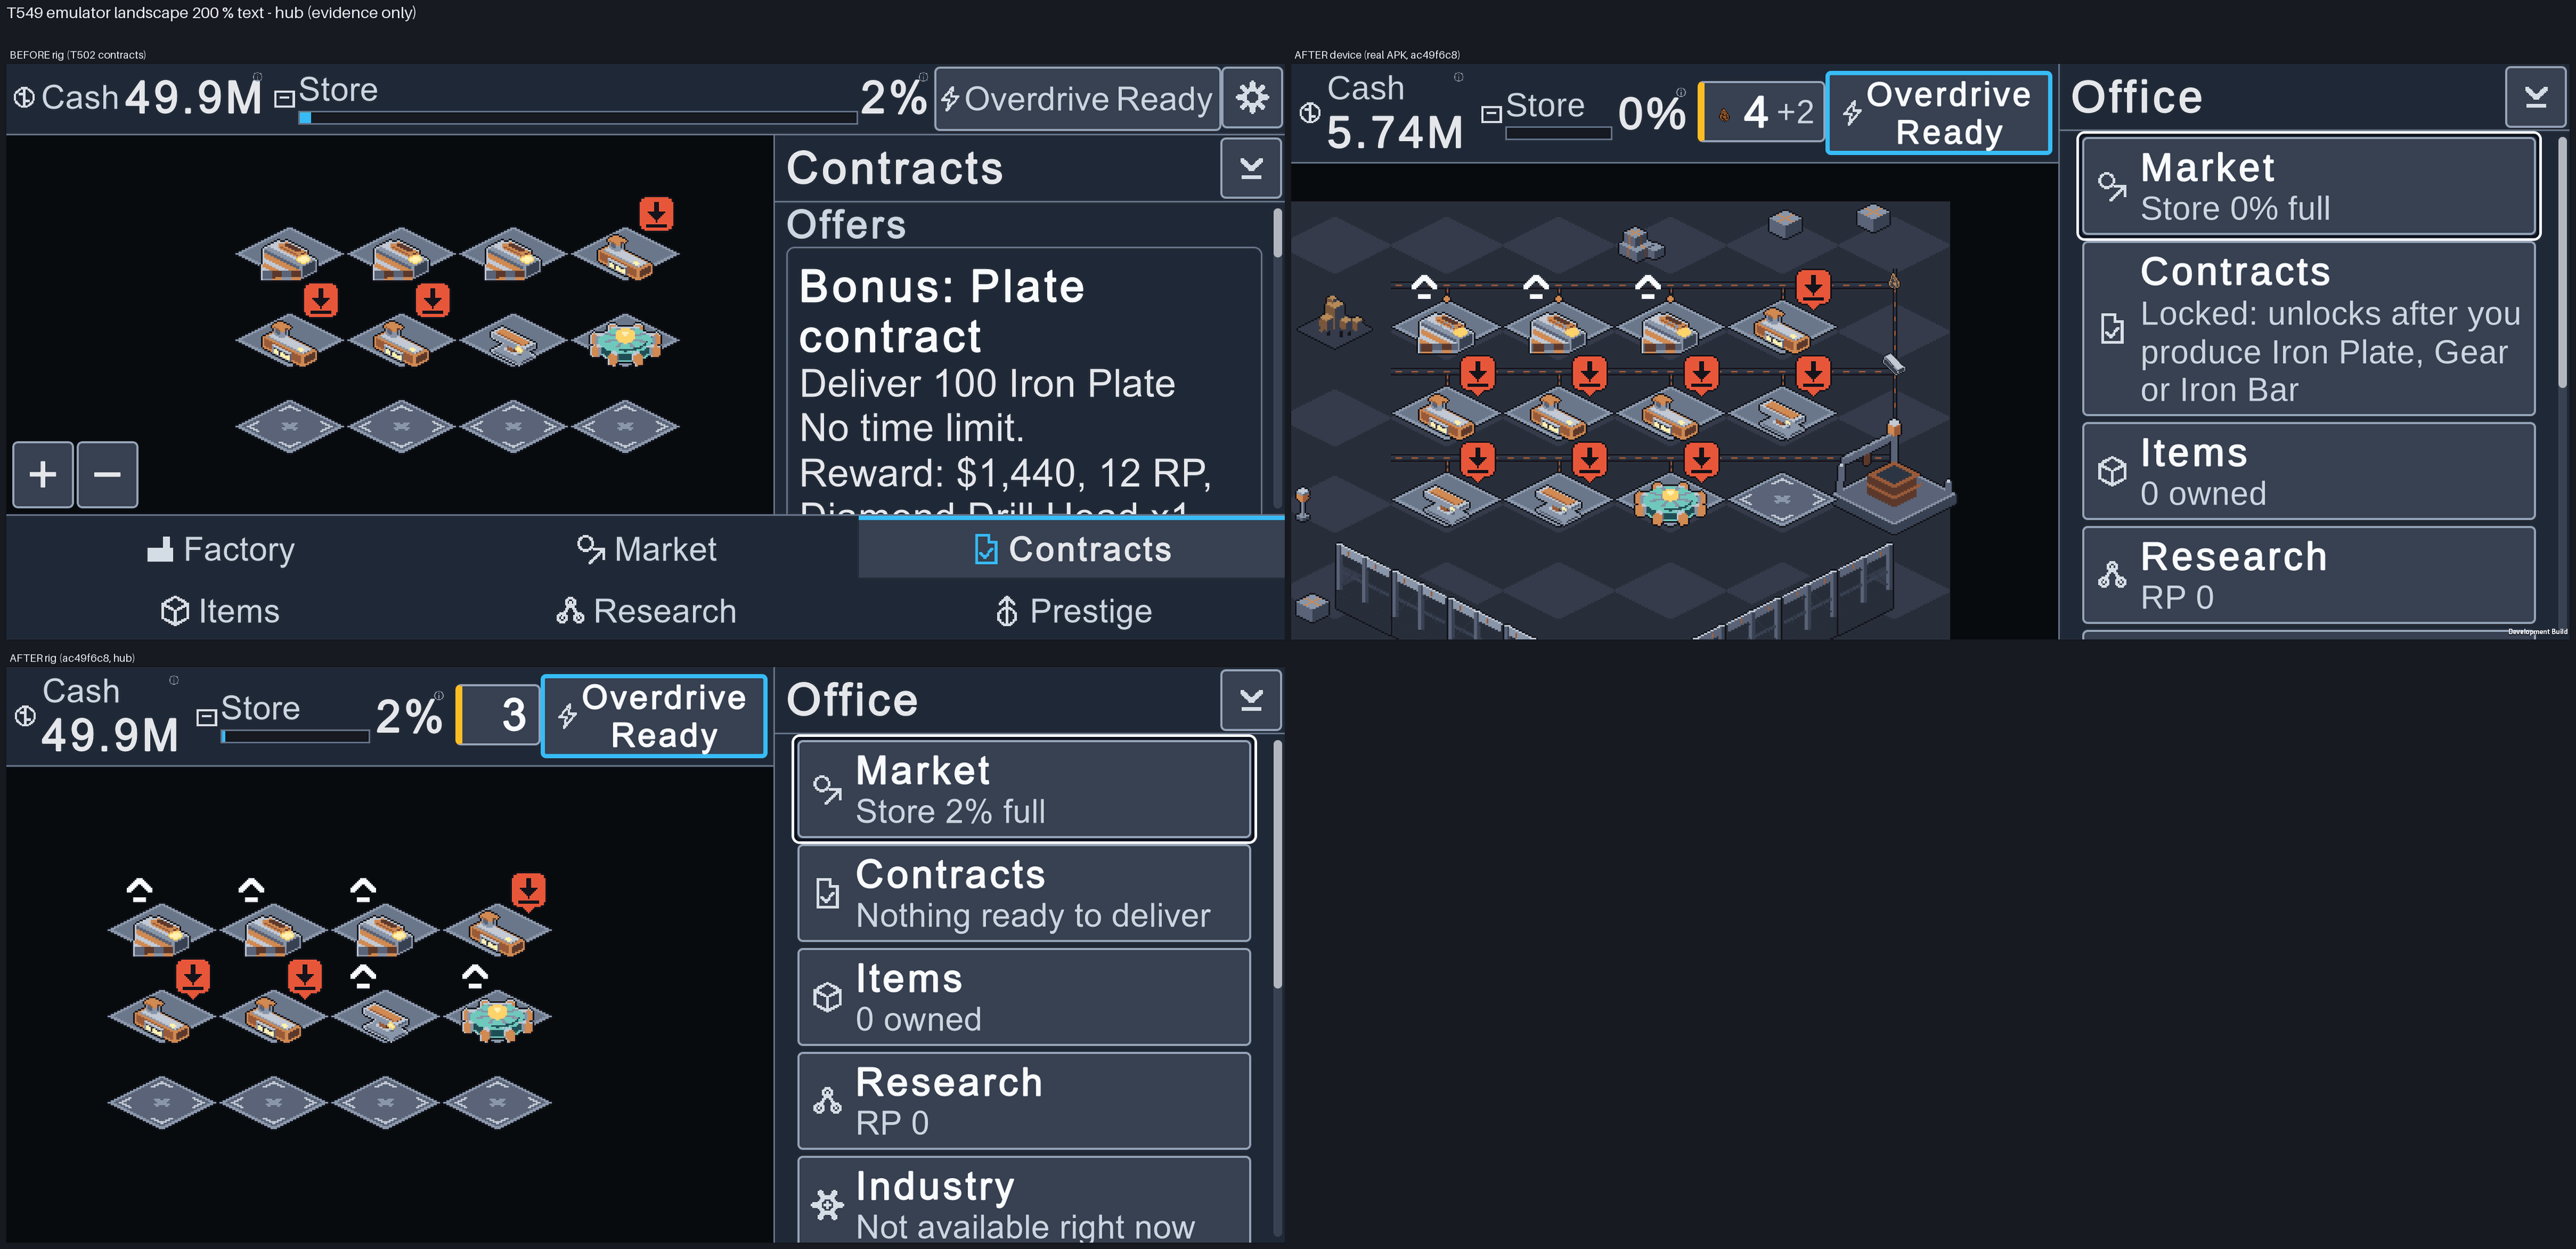 T549 emulator landscape 200 % text - hub (evidence only)
BEFORE rig (T502 contracts)
Cash 49.9M
Store
2%
Overdrive Ready
Contracts
Offers
Bonus: Plate
contract
Deliver 100 Iron Plate
No time limit.
Reward: $1,440, 12 RP,
Diamond Drill Head x1
+
−
Factory
Market
Contracts
Items
Research
Prestige
AFTER device (real APK, ac49f6c8)
Cash
5.74M
Store
0%
4 +2
Overdrive
Ready
Office
Market
Store 0% full
Contracts
Locked: unlocks after you
produce Iron Plate, Gear
or Iron Bar
Items
0 owned
Research
RP 0
Development Build
AFTER rig (ac49f6c8, hub)
Cash
49.9M
Store
2%
3
Overdrive
Ready
Office
Market
Store 2% full
Contracts
Nothing ready to deliver
Items
0 owned
Research
RP 0
Industry
Not available right now